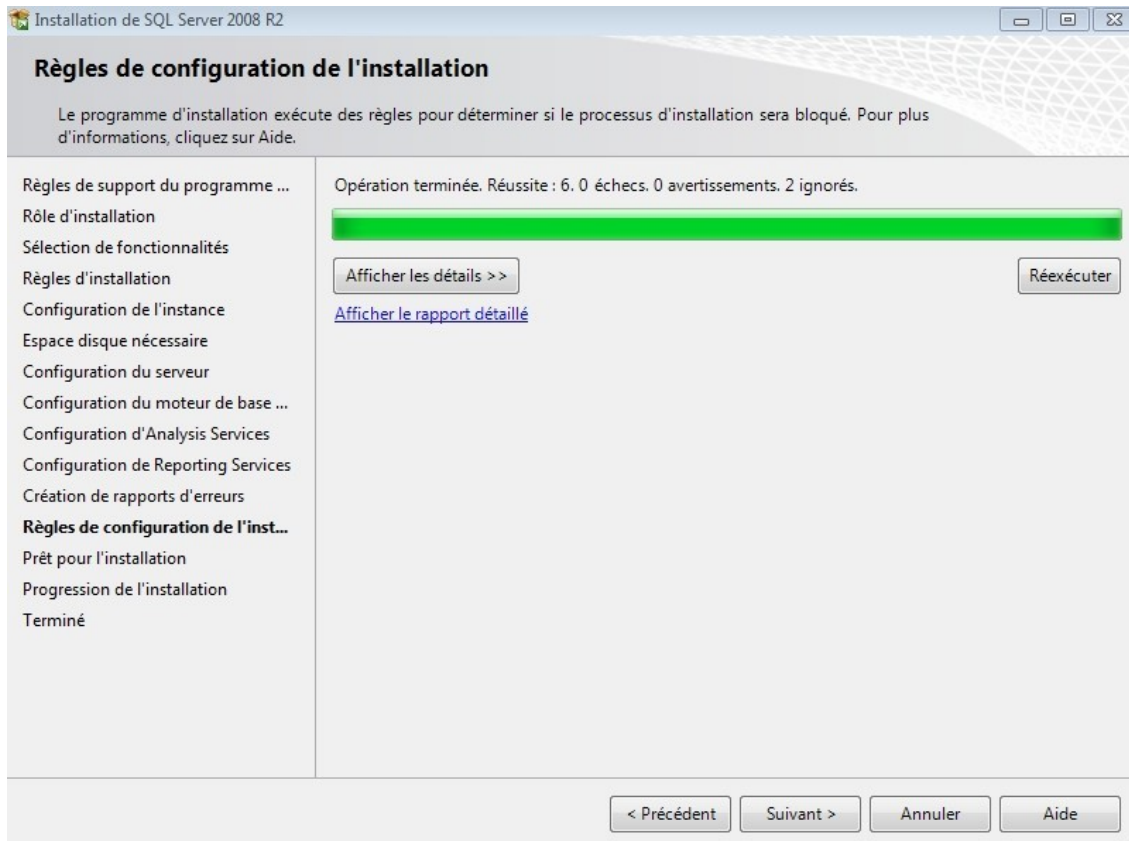 Installation de SQL Server 2008 R2
Règles de configuration de l'installation
Le programme d'installation exécute des règles pour déterminer si le processus d'installation sera bloqué. Pour plus
d'informations, cliquez sur Aide.
Règles de support du programme ...
Rôle d'installation
Sélection de fonctionnalités
Règles d'installation
Configuration de l'instance
Espace disque nécessaire
Configuration du serveur
Configuration du moteur de base ...
Configuration d'Analysis Services
Configuration de Reporting Services
Création de rapports d'erreurs
Règles de configuration de l'inst...
Prêt pour l'installation
Progression de l'installation
Terminé
Opération terminée. Réussite : 6. 0 échecs. 0 avertissements. 2 ignorés.
Afficher les détails >>
Réexécuter
Afficher le rapport détaillé
< Précédent
Suivant >
Annuler
Aide